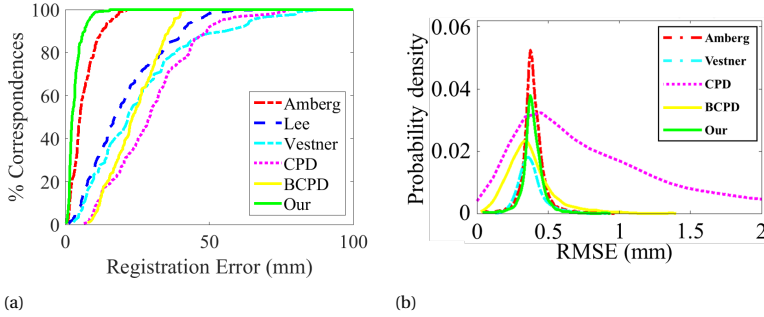 % Correspondences
100
80
60
40
20
0
0 50 100
Registration Error (mm)
Amberg
Lee
Vestner
CPD
BCPD
Our
(a)
Probability density
0.06
0.04
0.02
0
0 0.5 1 1.5 2
RMSE (mm)
Amberg
Vestner
CPD
BCPD
Our
(b)